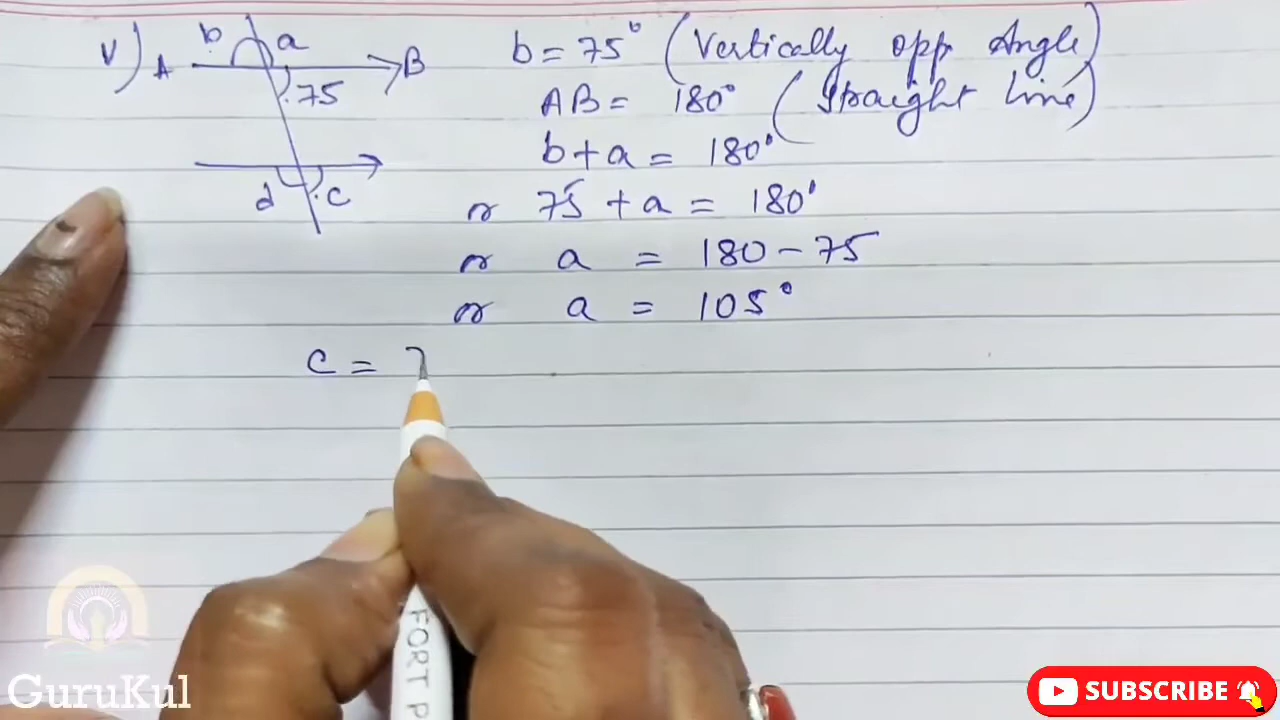 v)
b a
A B
75
d c
b = 75° (Vertically opp Angle)
AB = 180° (Straight line)
b + a = 180°
or 75 + a = 180°
or a = 180 - 75
or a = 105°
c =
FORT P
GuruKul
SUBSCRIBE